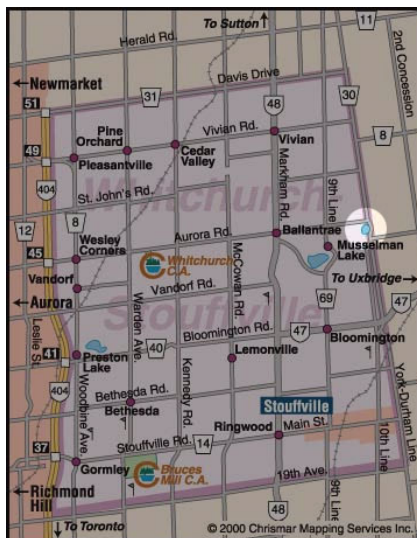 To Sutton
11
Herald Rd.
2nd Concession
Newmarket
Davis Drive
51
31
48
30
Pine
Orchard
Vivian Rd.
Vivian
8
49
Pleasantville
Cedar
Valley
404
St. John's Rd.
Whitchurch-
Markham Rd.
9th Line
12
8
Wesley
Corners
Aurora Rd.
Ballantrae
45
Whitchurch
C.A.
McCowan Rd.
Musselman
Lake
Vandorf
Vandorf Rd.
To Uxbridge
Aurora
Stouffville
69
47
Leslie St.
Warden Ave.
Bloomington Rd.
47
41
40
Bloomington
Preston
Lake
Lemonville
404
Woodbine Ave.
Kennedy Rd.
Bethesda Rd.
Bethesda
Stouffville
York-Durham Line
37
Stouffville Rd.
14
Ringwood
Main St.
10th Line
Gormley
Bruces
Mill C.A.
19th Ave.
Richmond
Hill
9th Line
48
To Toronto
© 2000 Chrismar Mapping Services Inc.